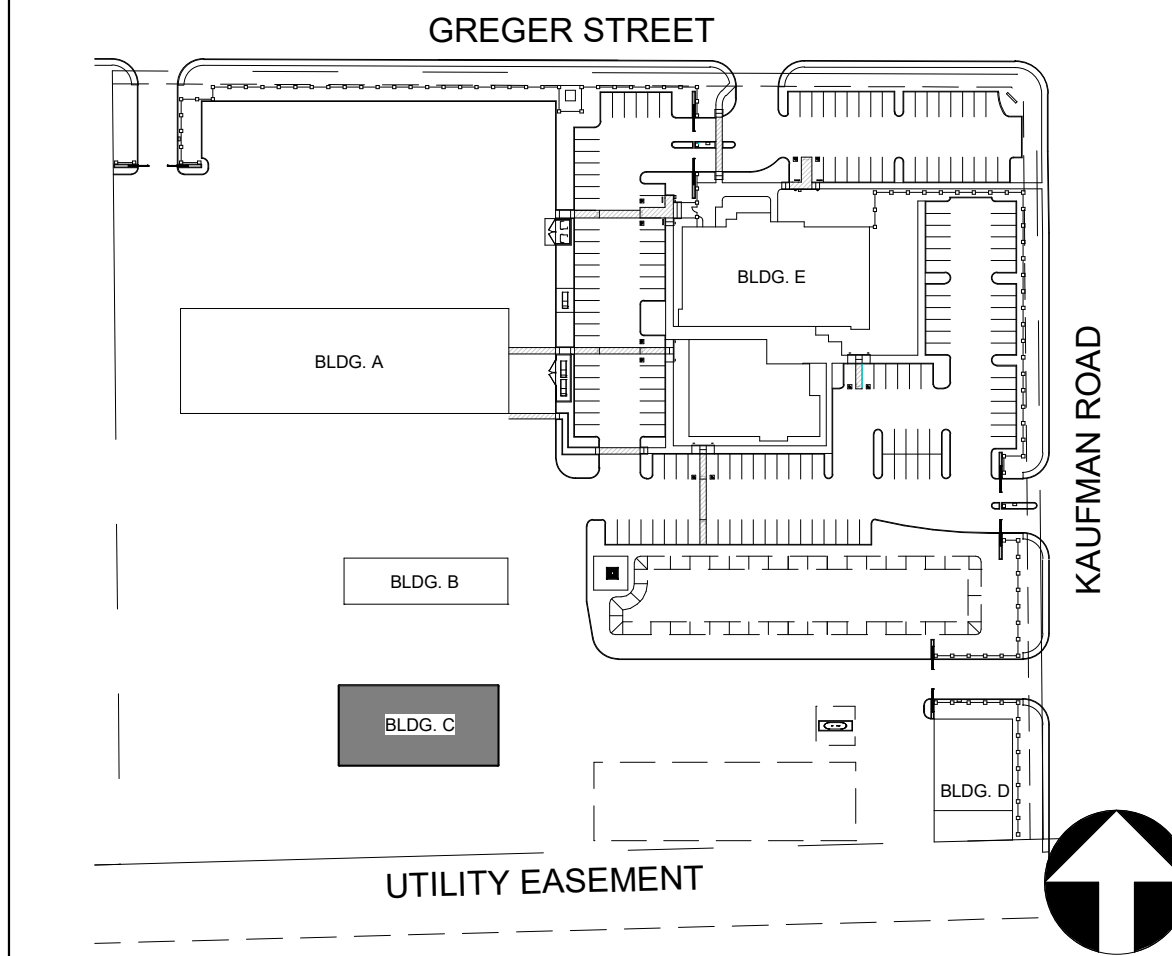 GREGER STREET
BLDG. E
BLDG. A
KAUFMAN ROAD
BLDG. B
BLDG. C
BLDG. D
UTILITY EASEMENT